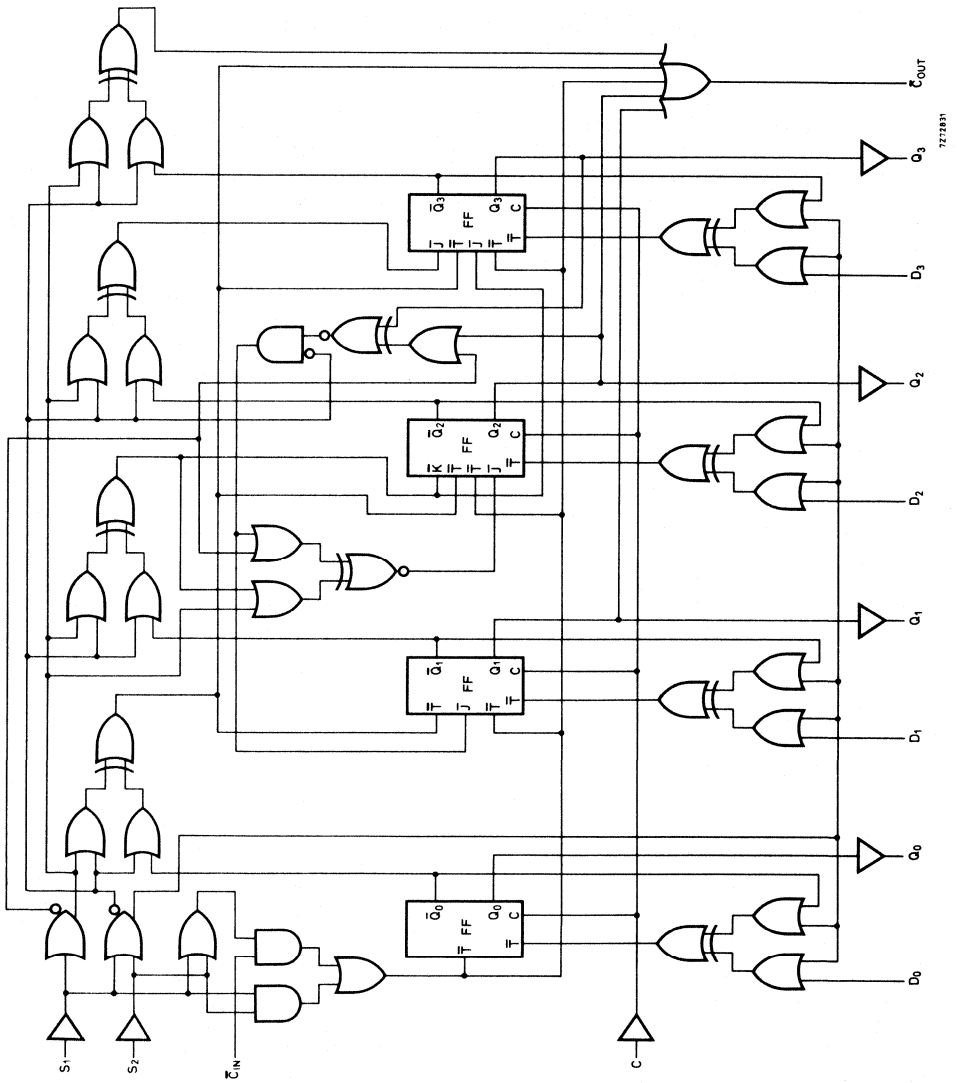 C̅OUT
7Z72831
Q̅3 Q3
FF C
J̅ T̅ J̅ T̅ T̅
Q3
D3
Q̅2 Q2
FF C
K̅ T̅ T̅ J̅ T̅
Q2
D2
Q̅1 Q1
FF C
T̅ J̅ T̅ T̅
Q1
D1
Q̅0 Q0
FF C
T̅ T̅
Q0
D0
S1
S2
C̅IN
C